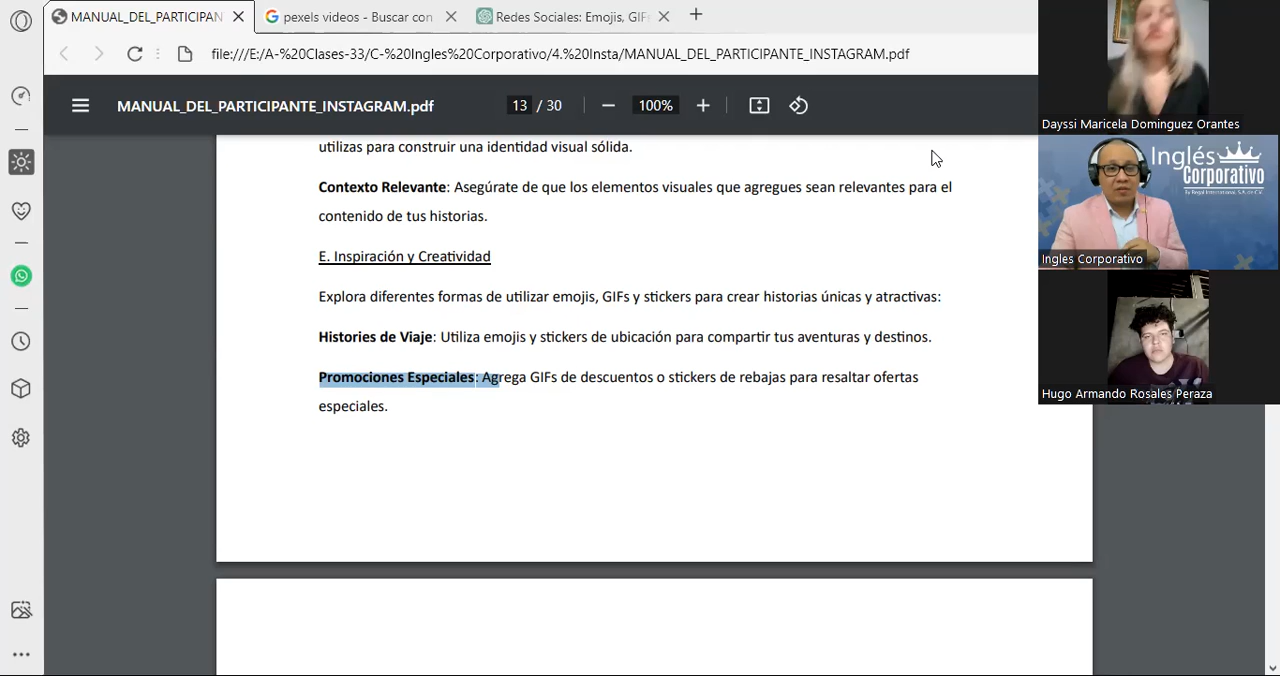 MANUAL_DEL_PARTICIPAN
pexels videos - Buscar con
Redes Sociales: Emojis, GIF
file:///E:/A-%20Clases-33/C-%20Ingles%20Corporativo/4.%20Insta/MANUAL_DEL_PARTICIPANTE_INSTAGRAM.pdf
MANUAL_DEL_PARTICIPANTE_INSTAGRAM.pdf
13 / 30
100%
utilizas para construir una identidad visual sólida.
Contexto Relevante: Asegúrate de que los elementos visuales que agregues sean relevantes para el
contenido de tus historias.
E. Inspiración y Creatividad
Explora diferentes formas de utilizar emojis, GIFs y stickers para crear historias únicas y atractivas:
Histories de Viaje: Utiliza emojis y stickers de ubicación para compartir tus aventuras y destinos.
Promociones Especiales: Agrega GIFs de descuentos o stickers de rebajas para resaltar ofertas
especiales.
Dayssi Maricela Dominguez Orantes
Inglés
Corporativo
By Regal International, S.A. de C.V.
Ingles Corporativo
Hugo Armando Rosales Peraza